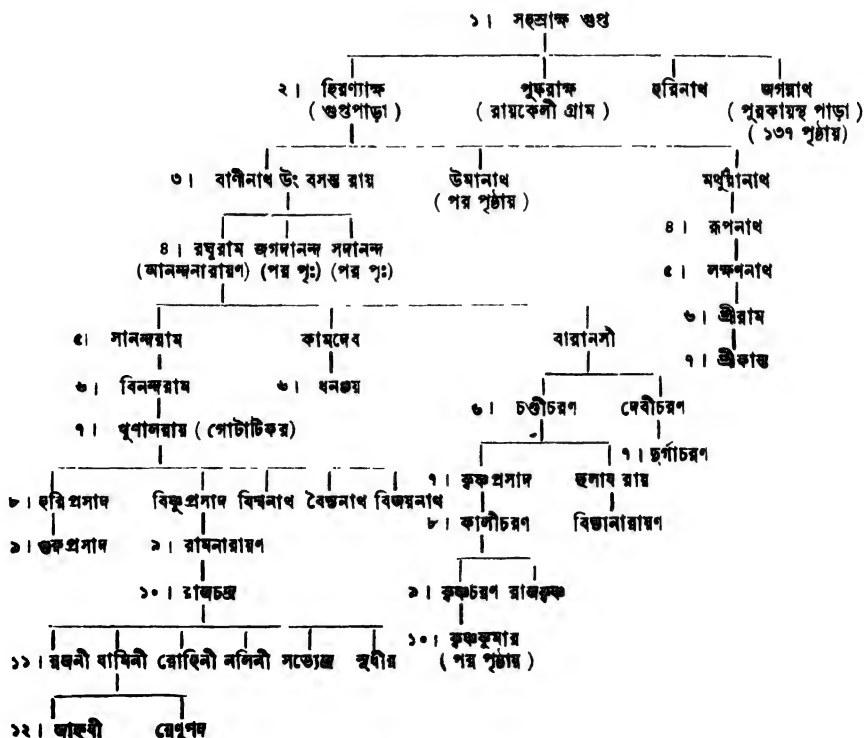 ১। সহস্রাক্ষ গুপ্ত
২। হিরণ্যাক্ষ পুষ্করাক্ষ হরিনাথ জগন্নাথ
( গুপ্তপাড়া ) ( রায়কেলী গ্রাম ) ( পুরকায়স্থ পাড়া )
( ১৩৭ পৃষ্ঠায় )
৩। বাণীনাথ উং বসন্ত রায় উমানাথ মথুরানাথ
( পর পৃষ্ঠায় )
৪। রূপনাথ
৪। রঘুরাম জগদানন্দ সদানন্দ
(আনন্দনারায়ণ) (পর পৃঃ) (পর পৃঃ)
৫। লক্ষণনাথ
৬। শ্রীরাম
৫। সানন্দরাম কামদেব বারানসী
৭। শ্রীকান্ত
৬। বিনন্দরাম ৬। ধনঞ্জয়
৬। চণ্ডীচরণ দেবীচরণ
৭। খুশালরায় ( গোটাটিকর )
৭। দুর্গাচরণ
৭। কৃষ্ণপ্রসাদ হুলাষ রায়
৮। হরিপ্রসাদ বিষ্ণুপ্রসাদ বিশ্বনাথ বৈদ্যনাথ বিজয়নাথ
৮। কালীচরণ বিদ্যানারায়ণ
৯। গুরুপ্রসাদ ৯। রামনারায়ণ
১০। রাজচন্দ্র
৯। কৃষ্ণচরণ রাজকৃষ্ণ
১০। কৃষ্ণকুমার
( পর পৃষ্ঠায় )
১১। রজনী যামিনী রোহিনী নলিনী সত্যেন্দ্র সুধীর
১২। জাহ্নবী রেণুপদ